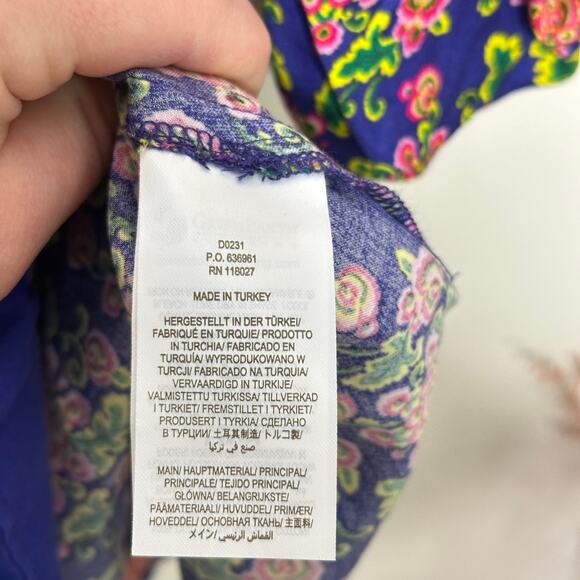 D0231
P.O. 636961
RN 118027
MADE IN TURKEY
HERGESTELLT IN DER TÜRKEI/
FABRIQUÉ EN TURQUIE/ PRODOTTO
IN TURCHIA/ FABRICADO EN
TURQUÍA/ WYPRODUKOWANO W
TURCJI/ FABRICADO NA TURQUIA/
VERVAARDIGD IN TURKIJE/
VALMISTETTU TURKISSA/ TILLVERKAD
I TURKIET/ FREMSTILLET I TYRKIET/
PRODUSERT I TYRKIA/ СДЕЛАНО
В ТУРЦИИ/ 土耳其制造/ トルコ製/
صنع في تركيا
MAIN/ HAUPTMATERIAL/ PRINCIPAL/
PRINCIPALE/ TEJIDO PRINCIPAL/
GŁÓWNA/ BELANGRIJKSTE/
PÄÄMATERIAALI/ HUVUDDEL/ PRIMÆR/
HOVEDDEL/ ОСНОВНАЯ ТКАНЬ/ 主面料/
メイン/ القماش الرئيسي